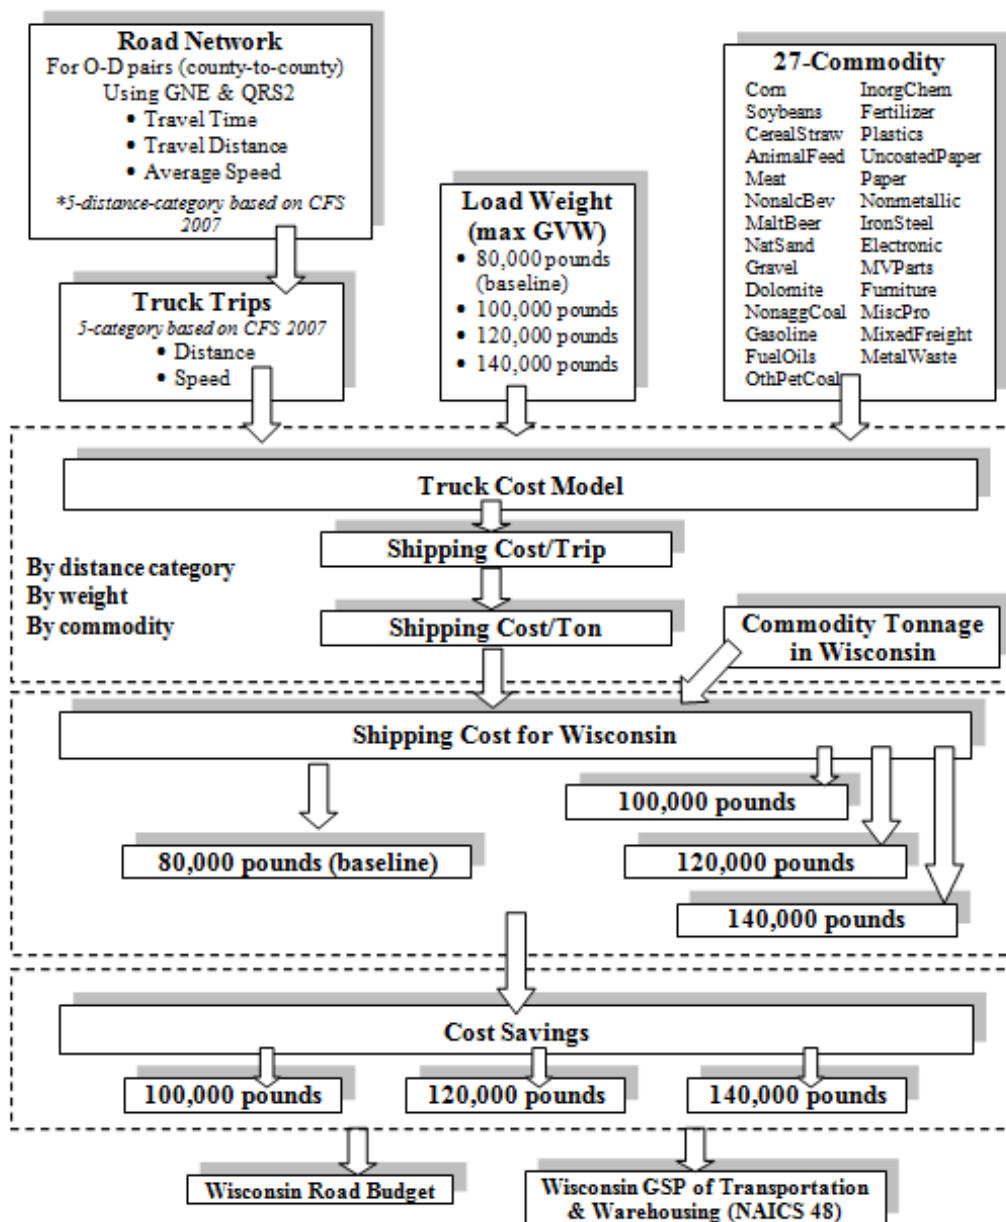 Road Network
For O-D pairs (county-to-county)
Using GNE & QRS2
• Travel Time
• Travel Distance
• Average Speed
*5-distance-category based on CFS
2007
Truck Trips
5-category based on CFS 2007
• Distance
• Speed
Load Weight
(max GVW)
• 80,000 pounds
(baseline)
• 100,000 pounds
• 120,000 pounds
• 140,000 pounds
27-Commodity
Corn
Soybeans
CerealStraw
AnimalFeed
Meat
NonalcBev
MaltBeer
NatSand
Gravel
Dolomite
NonaggCoal
Gasoline
FuelOils
OthPetCoal
InorgChem
Fertilizer
Plastics
UncoatedPaper
Paper
Nonmetallic
IronSteel
Electronic
MVParts
Furniture
MiscPro
MixedFreight
MetalWaste
Truck Cost Model
Shipping Cost/Trip
By distance category
By weight
By commodity
Shipping Cost/Ton
Commodity Tonnage
in Wisconsin
Shipping Cost for Wisconsin
100,000 pounds
80,000 pounds (baseline)
120,000 pounds
140,000 pounds
Cost Savings
100,000 pounds
120,000 pounds
140,000 pounds
Wisconsin Road Budget
Wisconsin GSP of Transportation
& Warehousing (NAICS 48)